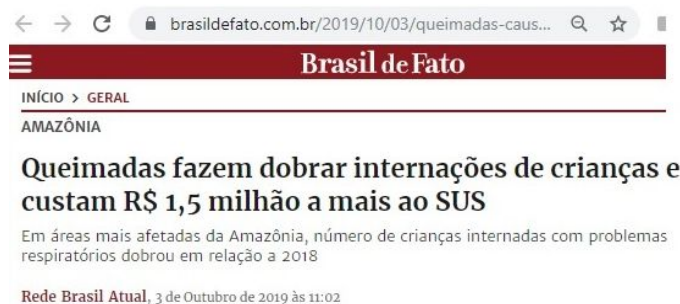 brasildefato.com.br/2019/10/03/queimadas-caus...
Brasil de Fato
INÍCIO > GERAL
AMAZÔNIA
Queimadas fazem dobrar internações de crianças e
custam R$ 1,5 milhão a mais ao SUS
Em áreas mais afetadas da Amazônia, número de crianças internadas com problemas
respiratórios dobrou em relação a 2018
Rede Brasil Atual, 3 de Outubro de 2019 às 11:02